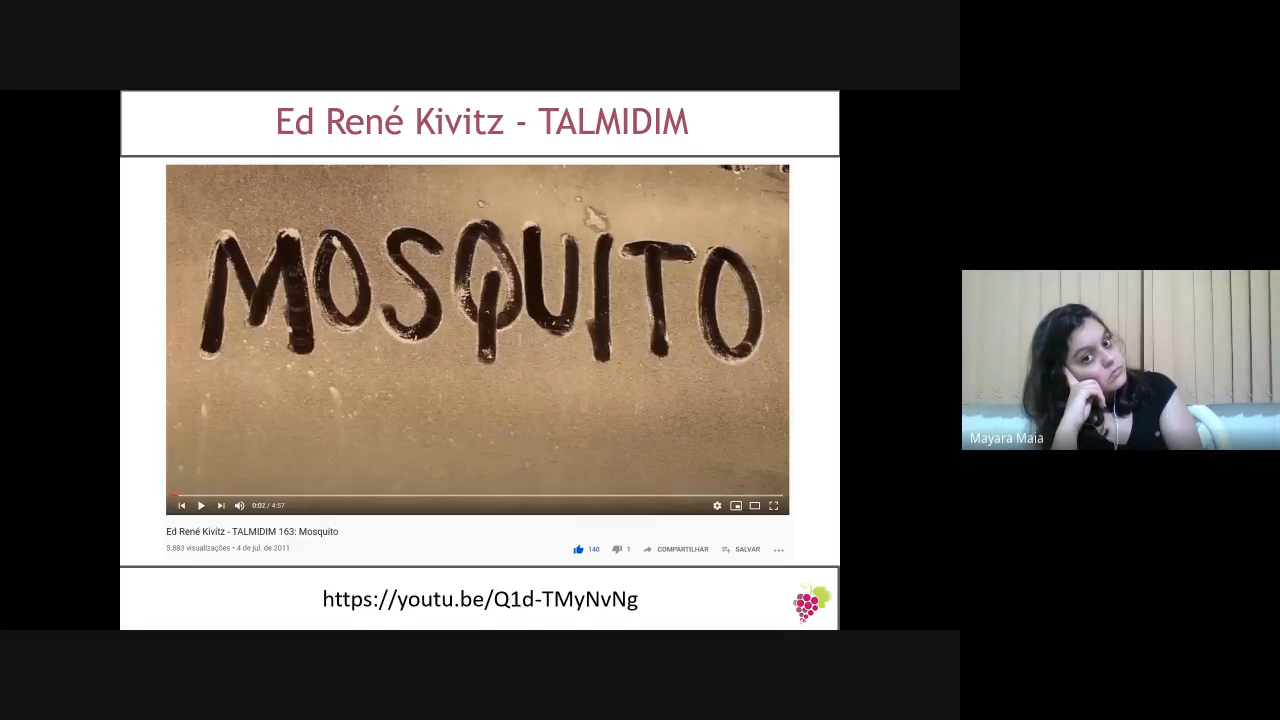 Ed René Kivitz - TALMIDIM
MOSQUITO
0:02 / 4:57
Ed René Kivitz - TALMIDIM 163: Mosquito
5.883 visualizações • 4 de jul. de 2011
140 1 COMPARTILHAR SALVAR
https://youtu.be/Q1d-TMyNvNg
Mayara Maia